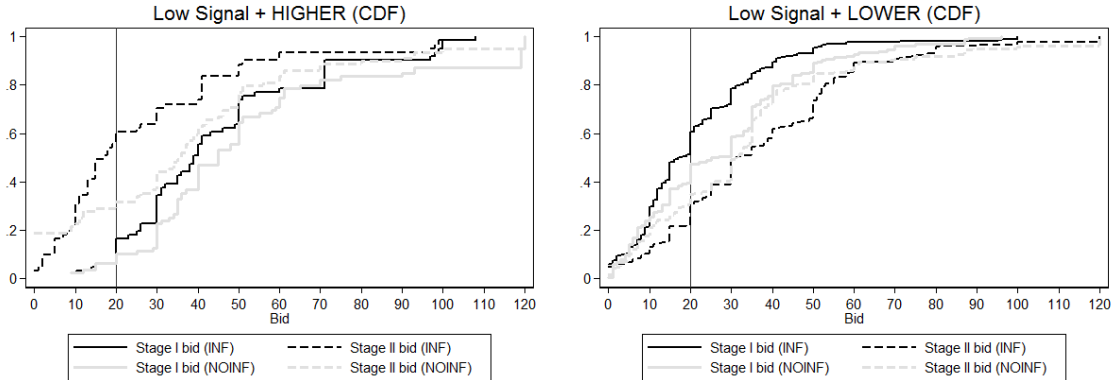 Low Signal + HIGHER (CDF)
1
.8
.6
.4
.2
0
0 10 20 30 40 50 60 70 80 90 100 110 120
Bid
Stage I bid (INF) Stage II bid (INF)
Stage I bid (NOINF) Stage II bid (NOINF)
Low Signal + LOWER (CDF)
1
.8
.6
.4
.2
0
0 10 20 30 40 50 60 70 80 90 100 110 120
Bid
Stage I bid (INF) Stage II bid (INF)
Stage I bid (NOINF) Stage II bid (NOINF)